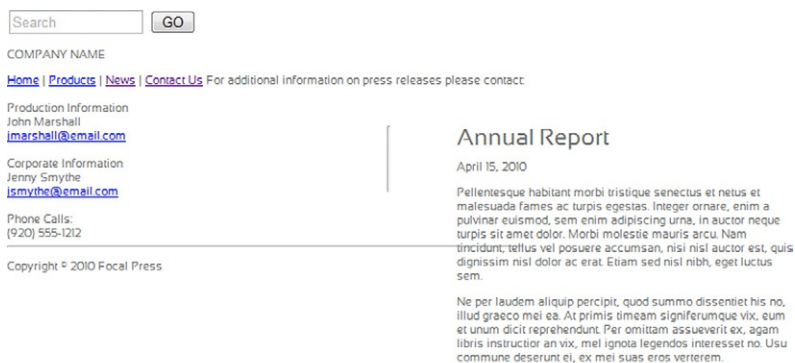 Search GO
COMPANY NAME
Home | Products | News | Contact Us For additional information on press releases please contact:
Production Information
John Marshall
jmarshall@email.com
Corporate Information
Jenny Smythe
jsmythe@email.com
Phone Calls:
(920) 555-1212
Copyright © 2010 Focal Press
Annual Report
April 15, 2010
Pellentesque habitant morbi tristique senectus et netus et
malesuada fames ac turpis egestas. Integer ornare, enim a
pulvinar euismod, sem enim adipiscing urna, in auctor neque
turpis sit amet dolor. Morbi molestie mauris arcu. Nam
tincidunt, tellus vel posuere accumsan, nisi nisl auctor est, quis
dignissim nisl dolor ac erat. Etiam sed nisl nibh, eget luctus
sem.
Ne per laudem aliquip percipit, quod summo dissentiet his no,
illud graeco mei ea. At primis timeam signiferumque vix, eum
et unum dicit reprehendunt. Per omittam assueverit ex, agam
libris instructior an vix, mel ignota legendos interesset no. Usu
commune deserunt ei, ex mei suas eros verterem.